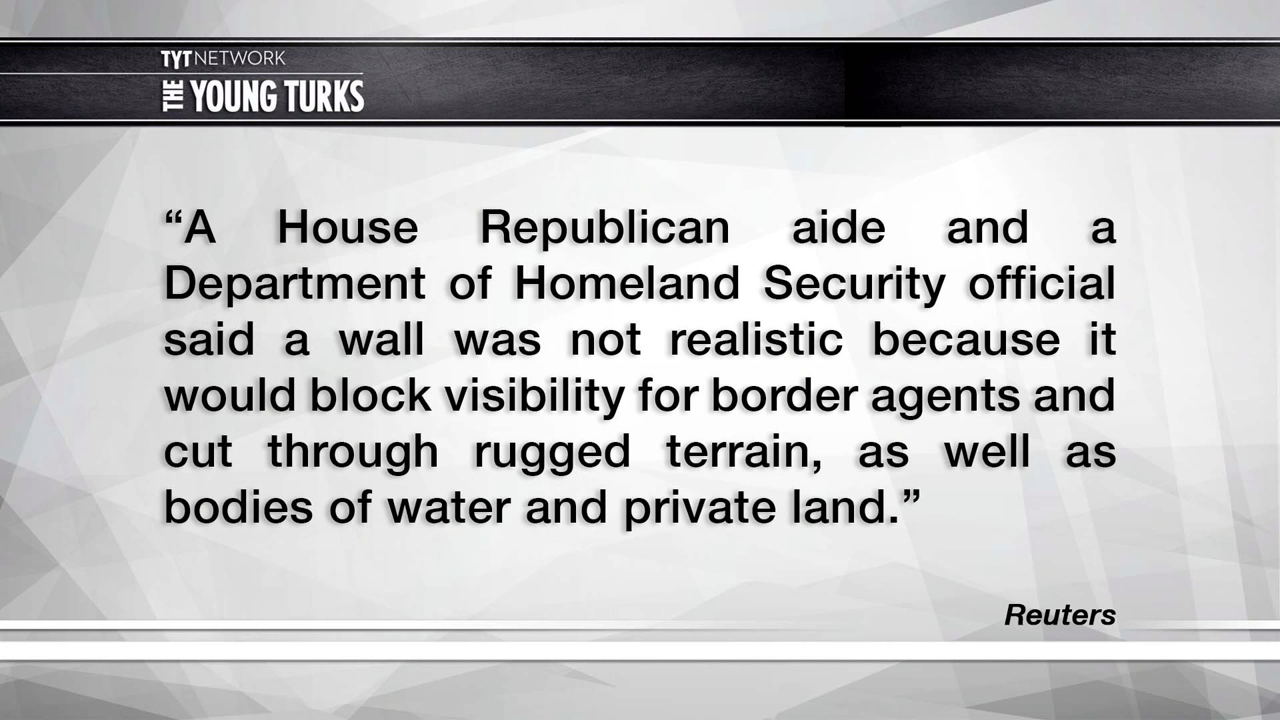 TYT NETWORK
THE YOUNG TURKS
“A House Republican aide and a
Department of Homeland Security official
said a wall was not realistic because it
would block visibility for border agents and
cut through rugged terrain, as well as
bodies of water and private land.”
Reuters